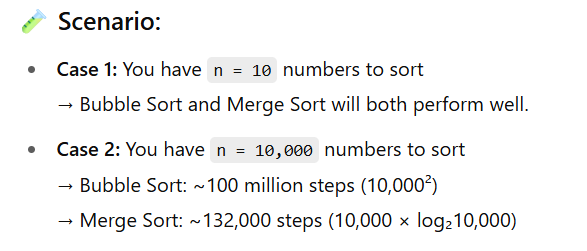 Scenario:
Case 1: You have n = 10 numbers to sort
→ Bubble Sort and Merge Sort will both perform well.
Case 2: You have n = 10,000 numbers to sort
→ Bubble Sort: ~100 million steps (10,000²)
→ Merge Sort: ~132,000 steps (10,000 × log₂10,000)